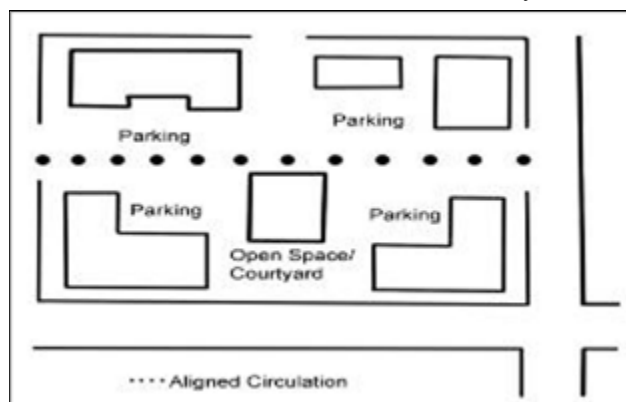 Parking
Parking
Parking
Parking
Open Space/
Courtyard
Aligned Circulation